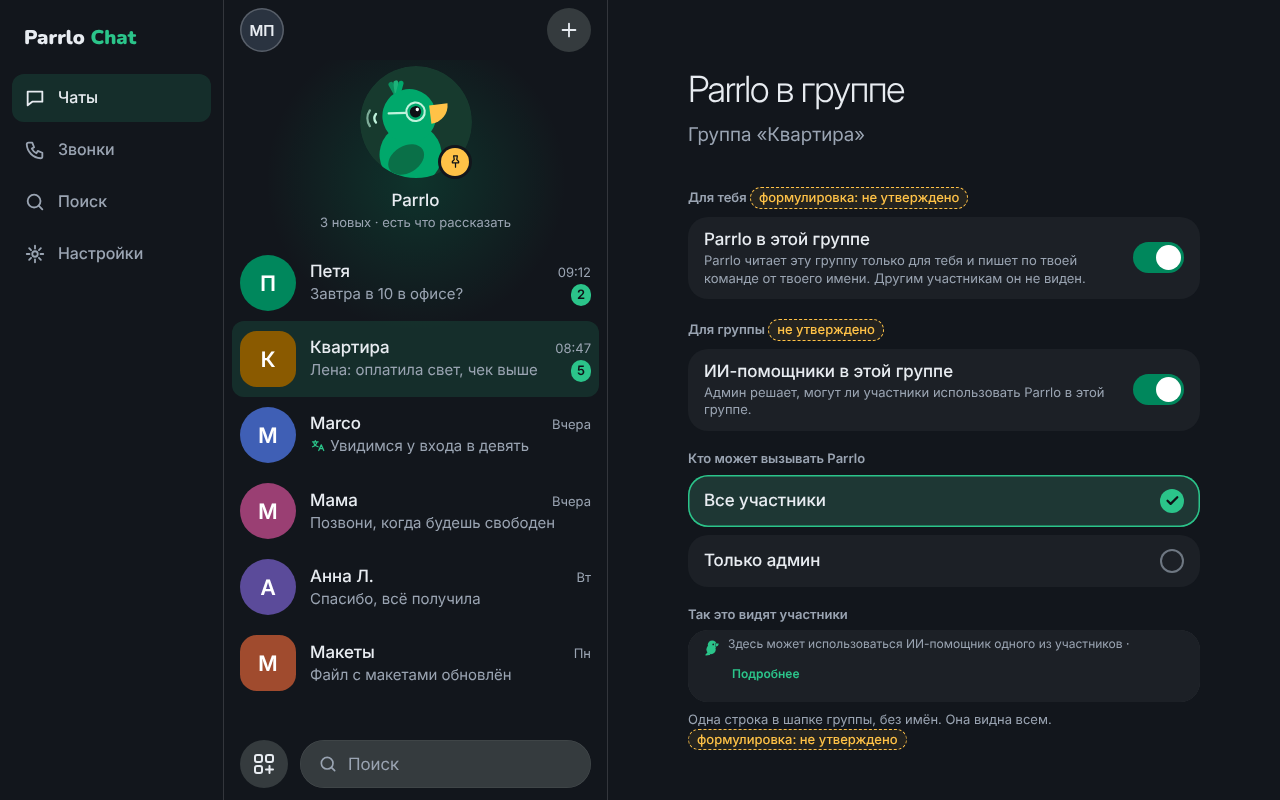 Parrlo Chat
Чаты
Звонки
Поиск
Настройки
МП
Parrlo
3 новых · есть что рассказать
П
Петя
09:12
Завтра в 10 в офисе?
2
К
Квартира
08:47
Лена: оплатила свет, чек выше
5
M
Marco
Вчера
Увидимся у входа в девять
М
Мама
Вчера
Позвони, когда будешь свободен
А
Анна Л.
Вт
Спасибо, всё получила
М
Макеты
Пн
Файл с макетами обновлён
Поиск
Parrlo в группе
Группа «Квартира»
Для тебя формулировка: не утверждено
Parrlo в этой группе
Parrlo читает эту группу только для тебя и пишет по твоей
команде от твоего имени. Другим участникам он не виден.
Для группы не утверждено
ИИ-помощники в этой группе
Админ решает, могут ли участники использовать Parrlo в этой
группе.
Кто может вызывать Parrlo
Все участники
Только админ
Так это видят участники
Здесь может использоваться ИИ-помощник одного из участников ·
Подробнее
Одна строка в шапке группы, без имён. Она видна всем.
формулировка: не утверждено